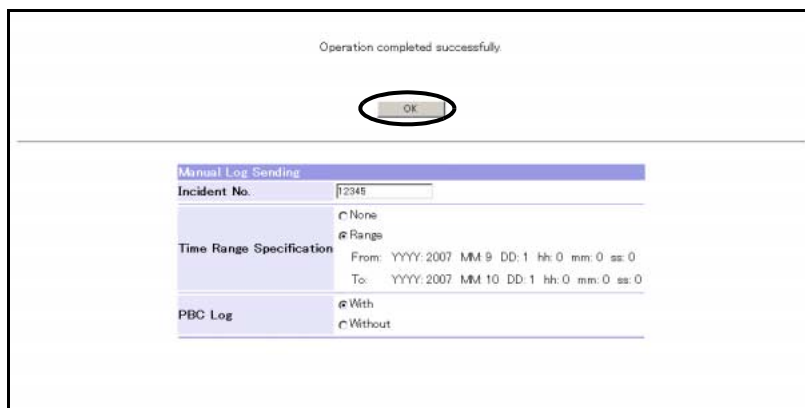 Operation completed successfully.
OK
Manual Log Sending
Incident No.
12345
Time Range Specification
None
Range
From: YYYY: 2007 MM: 9 DD: 1 hh: 0 mm: 0 ss: 0
To: YYYY: 2007 MM: 10 DD: 1 hh: 0 mm: 0 ss: 0
PBC Log
With
Without